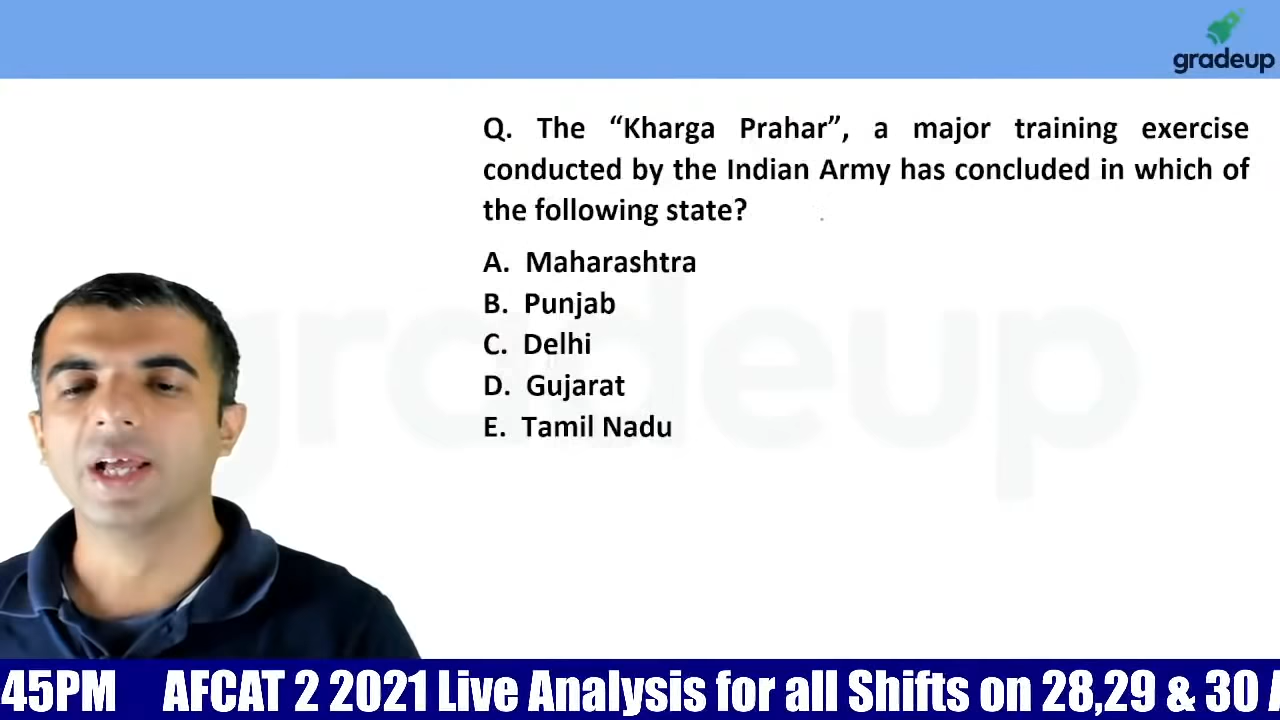 gradeup
Q. The “Kharga Prahar”, a major training exercise
conducted by the Indian Army has concluded in which of
the following state?
A. Maharashtra
B. Punjab
C. Delhi
D. Gujarat
E. Tamil Nadu
gradeup
45PM AFCAT 2 2021 Live Analysis for all Shifts on 28,29 & 30 A